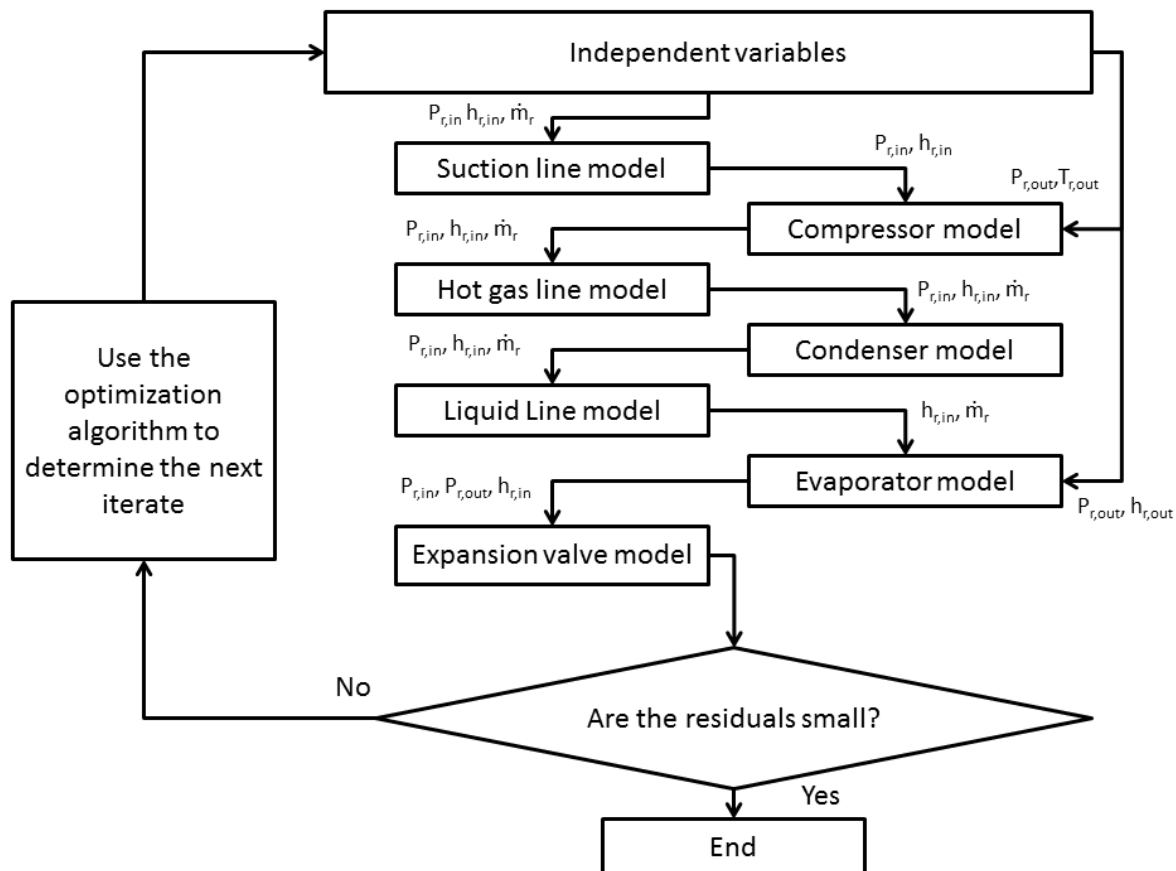 Independent variables
P_r,in h_r,in, ṁ_r
Suction line model
P_r,in, h_r,in
P_r,out,T_r,out
Compressor model
P_r,in, h_r,in, ṁ_r
Hot gas line model
P_r,in, h_r,in, ṁ_r
Condenser model
P_r,in, h_r,in, ṁ_r
Liquid Line model
h_r,in, ṁ_r
Evaporator model
P_r,out, h_r,out
P_r,in, P_r,out, h_r,in
Expansion valve model
Use the
optimization
algorithm to
determine the next
iterate
No
Are the residuals small?
Yes
End